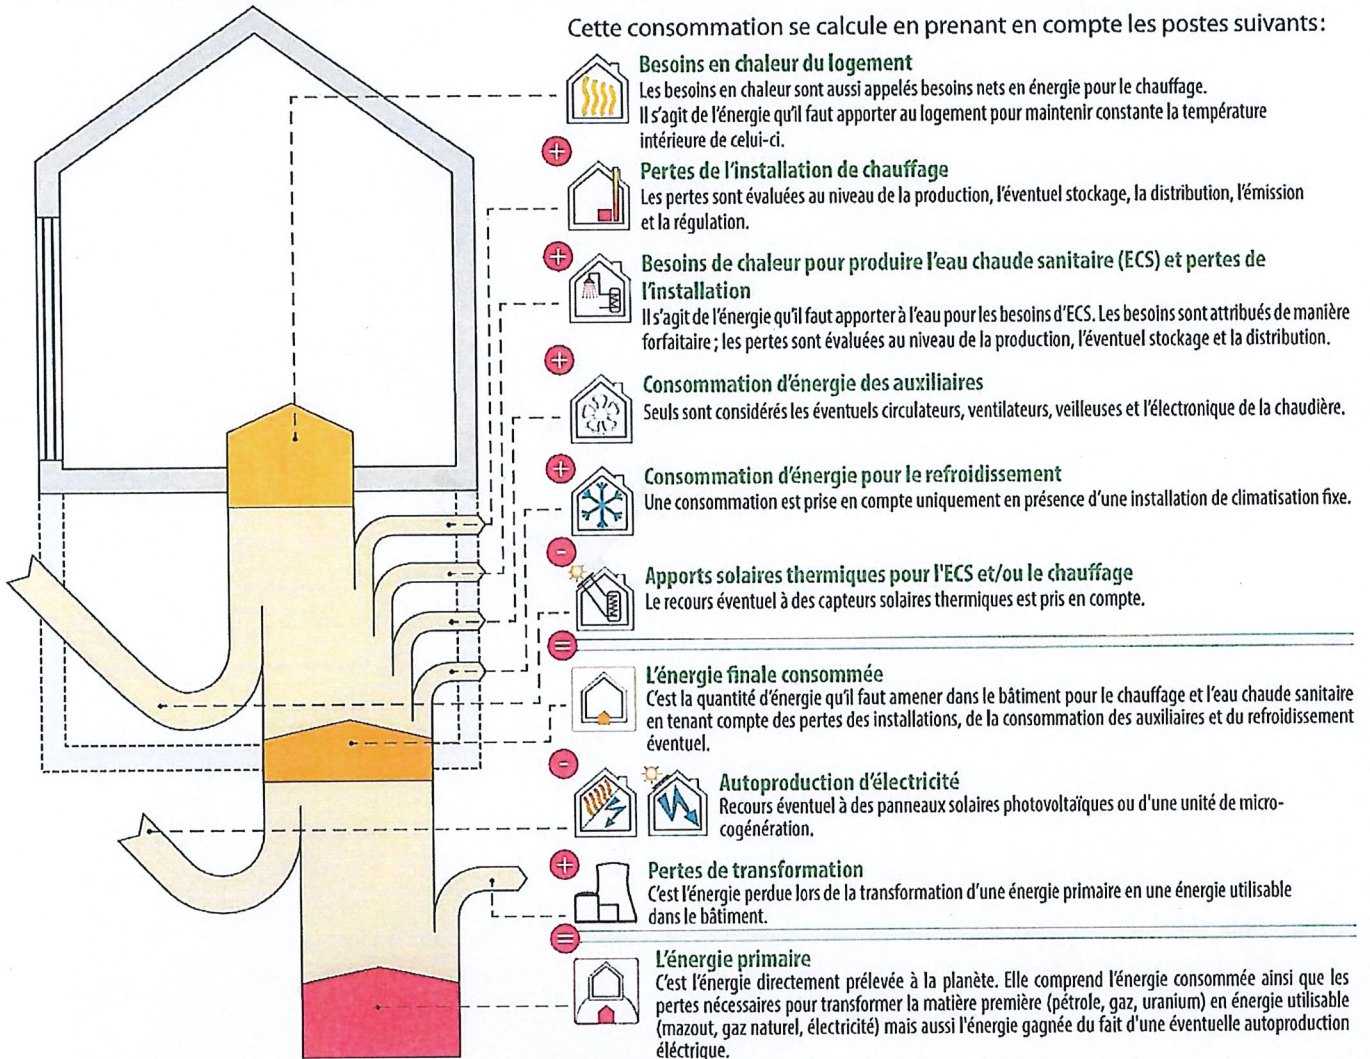 Cette consommation se calcule en prenant en compte les postes suivants:
Besoins en chaleur du logement
Les besoins en chaleur sont aussi appelés besoins nets en énergie pour le chauffage.
Il s'agit de l'énergie qu'il faut apporter au logement pour maintenir constante la température
intérieure de celui-ci.
+
Pertes de l'installation de chauffage
Les pertes sont évaluées au niveau de la production, l'éventuel stockage, la distribution, l'émission
et la régulation.
+
Besoins de chaleur pour produire l'eau chaude sanitaire (ECS) et pertes de
l'installation
Il s'agit de l'énergie qu'il faut apporter à l'eau pour les besoins d'ECS. Les besoins sont attribués de manière
forfaitaire ; les pertes sont évaluées au niveau de la production, l'éventuel stockage et la distribution.
+
Consommation d'énergie des auxiliaires
Seuls sont considérés les éventuels circulateurs, ventilateurs, veilleuses et l'électronique de la chaudière.
+
Consommation d'énergie pour le refroidissement
Une consommation est prise en compte uniquement en présence d'une installation de climatisation fixe.
-
Apports solaires thermiques pour l'ECS et/ou le chauffage
Le recours éventuel à des capteurs solaires thermiques est pris en compte.
=
L'énergie finale consommée
C'est la quantité d'énergie qu'il faut amener dans le bâtiment pour le chauffage et l'eau chaude sanitaire
en tenant compte des pertes des installations, de la consommation des auxiliaires et du refroidissement
éventuel.
-
Autoproduction d'électricité
Recours éventuel à des panneaux solaires photovoltaïques ou d'une unité de micro-
cogénération.
+
Pertes de transformation
C'est l'énergie perdue lors de la transformation d'une énergie primaire en une énergie utilisable
dans le bâtiment.
=
L'énergie primaire
C'est l'énergie directement prélevée à la planète. Elle comprend l'énergie consommée ainsi que les
pertes nécessaires pour transformer la matière première (pétrole, gaz, uranium) en énergie utilisable
(mazout, gaz naturel, électricité) mais aussi l'énergie gagnée du fait d'une éventuelle autoproduction
éléctrique.